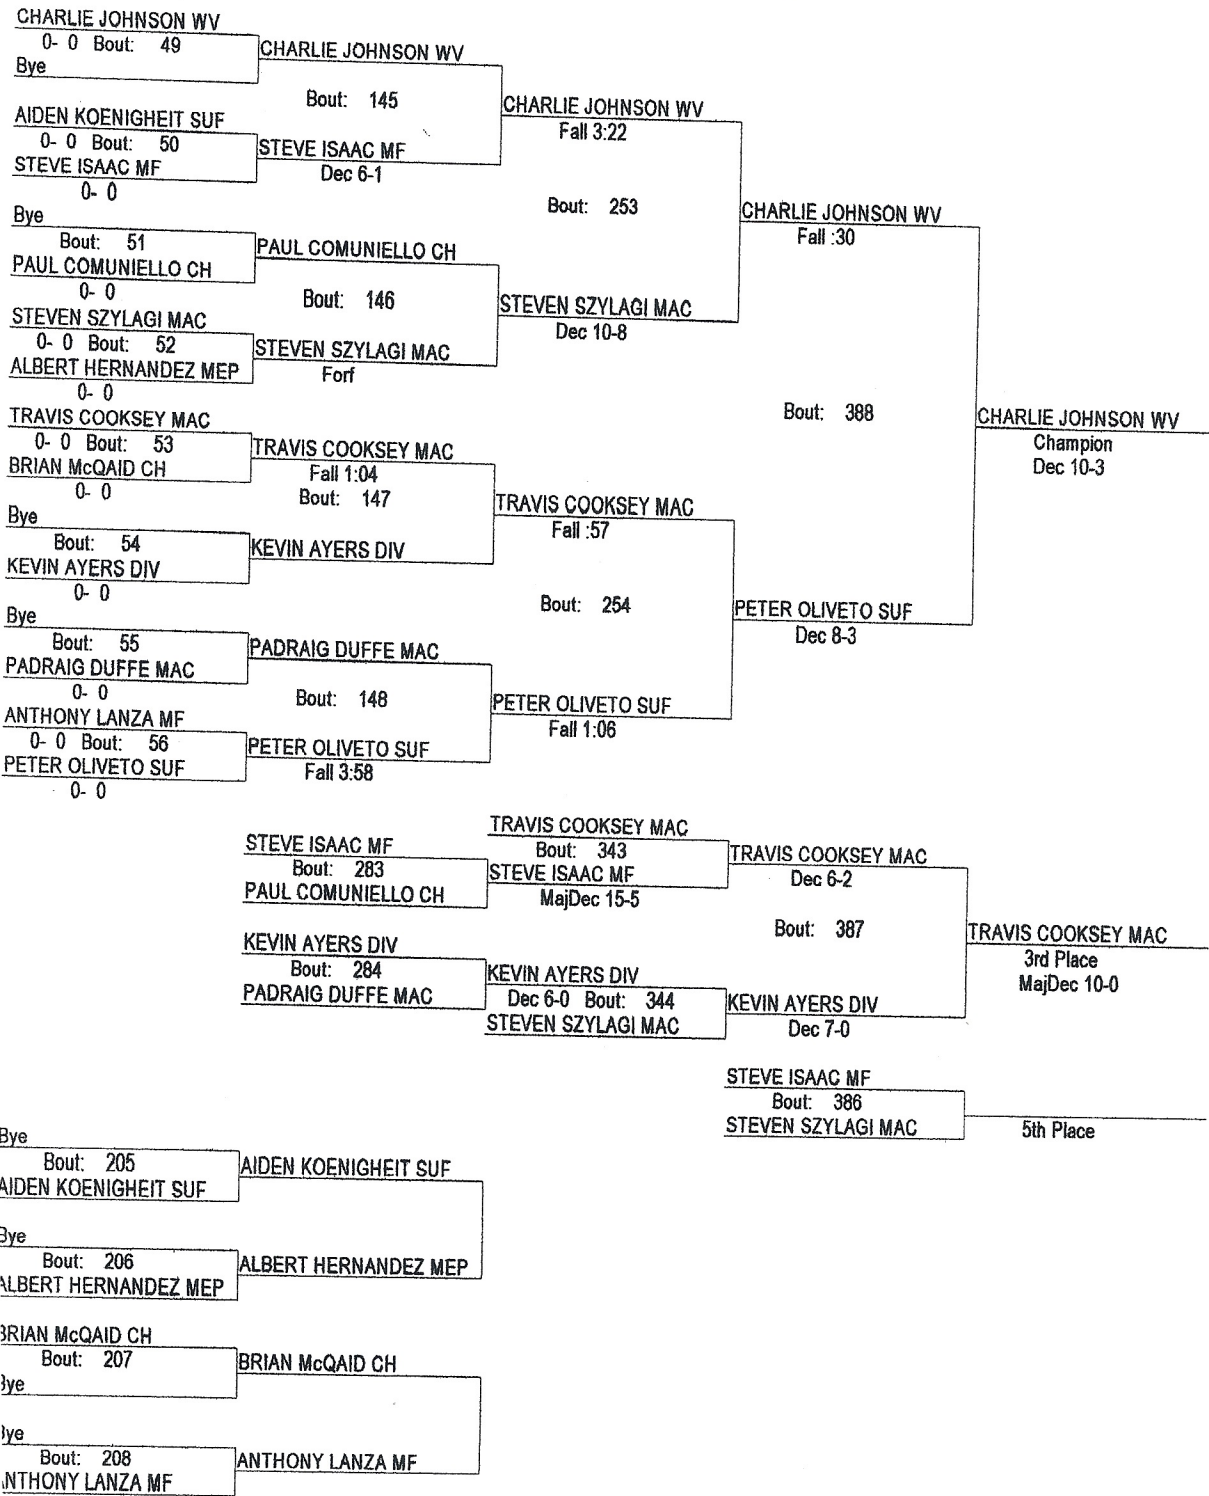 CHARLIE JOHNSON WV
0- 0 Bout: 49
Bye
CHARLIE JOHNSON WV
Bout: 145
AIDEN KOENIGHEIT SUF
0- 0 Bout: 50
STEVE ISAAC MF
0- 0
STEVE ISAAC MF
Dec 6-1
CHARLIE JOHNSON WV
Fall 3:22
Bout: 253
Bye
Bout: 51
PAUL COMUNIELLO CH
0- 0
PAUL COMUNIELLO CH
Bout: 146
STEVEN SZYLAGI MAC
0- 0 Bout: 52
ALBERT HERNANDEZ MEP
0- 0
STEVEN SZYLAGI MAC
Forf
STEVEN SZYLAGI MAC
Dec 10-8
CHARLIE JOHNSON WV
Fall :30
Bout: 388
CHARLIE JOHNSON WV
Champion
Dec 10-3
TRAVIS COOKSEY MAC
0- 0 Bout: 53
BRIAN McQAID CH
0- 0
TRAVIS COOKSEY MAC
Fall 1:04
Bout: 147
Bye
Bout: 54
KEVIN AYERS DIV
0- 0
KEVIN AYERS DIV
TRAVIS COOKSEY MAC
Fall :57
Bout: 254
Bye
Bout: 55
PADRAIG DUFFE MAC
0- 0
PADRAIG DUFFE MAC
Bout: 148
ANTHONY LANZA MF
0- 0 Bout: 56
PETER OLIVETO SUF
0- 0
PETER OLIVETO SUF
Fall 3:58
PETER OLIVETO SUF
Fall 1:06
PETER OLIVETO SUF
Dec 8-3
STEVE ISAAC MF
Bout: 283
PAUL COMUNIELLO CH
TRAVIS COOKSEY MAC
Bout: 343
STEVE ISAAC MF
MajDec 15-5
TRAVIS COOKSEY MAC
Dec 6-2
Bout: 387
TRAVIS COOKSEY MAC
3rd Place
MajDec 10-0
KEVIN AYERS DIV
Bout: 284
PADRAIG DUFFE MAC
KEVIN AYERS DIV
Dec 6-0 Bout: 344
STEVEN SZYLAGI MAC
KEVIN AYERS DIV
Dec 7-0
STEVE ISAAC MF
Bout: 386
STEVEN SZYLAGI MAC
5th Place
Bye
Bout: 205
AIDEN KOENIGHEIT SUF
AIDEN KOENIGHEIT SUF
Bye
Bout: 206
ALBERT HERNANDEZ MEP
ALBERT HERNANDEZ MEP
BRIAN McQAID CH
Bout: 207
Bye
BRIAN McQAID CH
Bye
Bout: 208
ANTHONY LANZA MF
ANTHONY LANZA MF